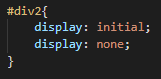 #div2{
    display: initial;
    display: none;
}